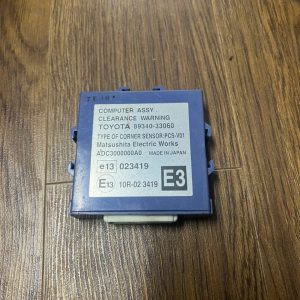 COMPUTER ASSY
CLEARANCE WARNING
TOYOTA 89340-33060
TYPE OF CORNER SENSOR:PCS-V01
Matsushita Electric Works
ADC3000000A0 MADE IN JAPAN
e13 023419
E13 10R-02 3419
E3